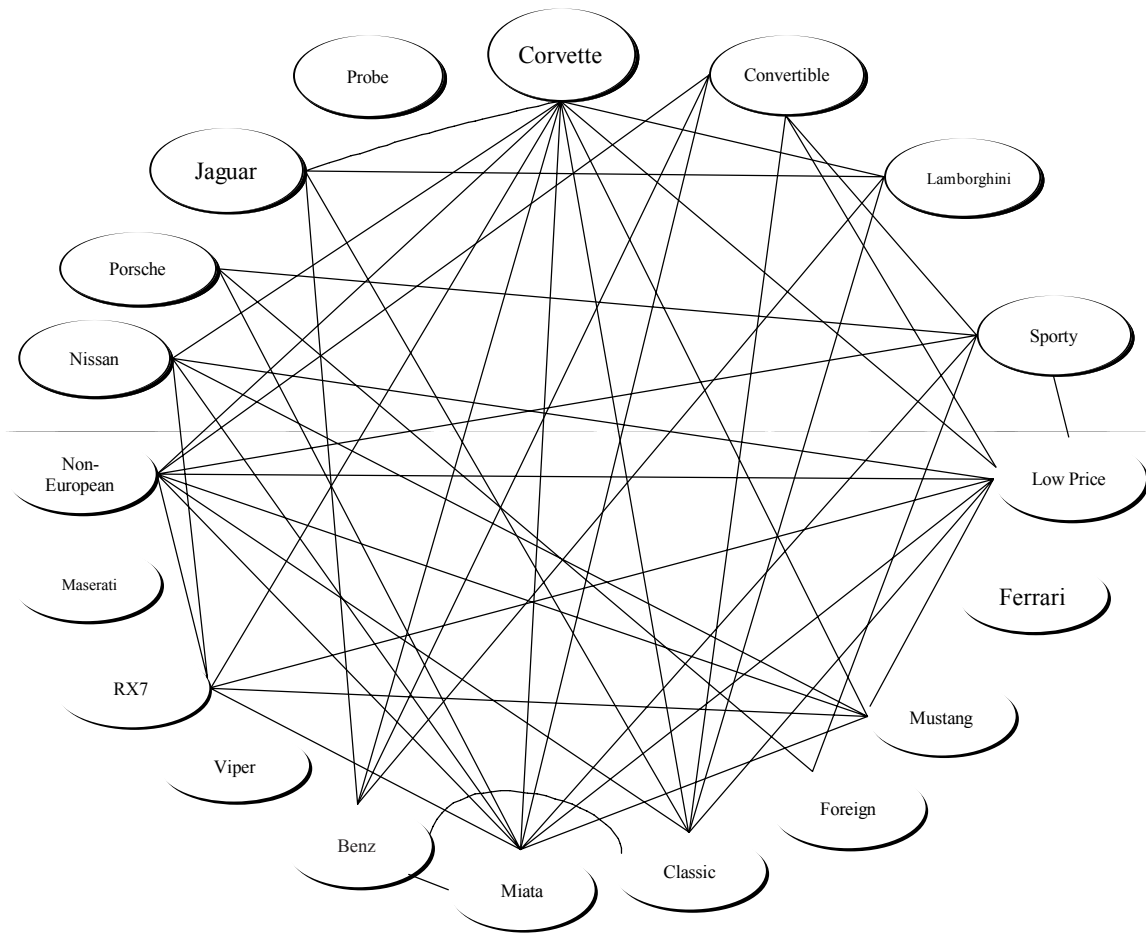 Corvette
Probe
Convertible
Jaguar
Lamborghini
Porsche
Sporty
Nissan
Non-
European
Low Price
Maserati
Ferrari
RX7
Mustang
Viper
Foreign
Benz
Classic
Miata